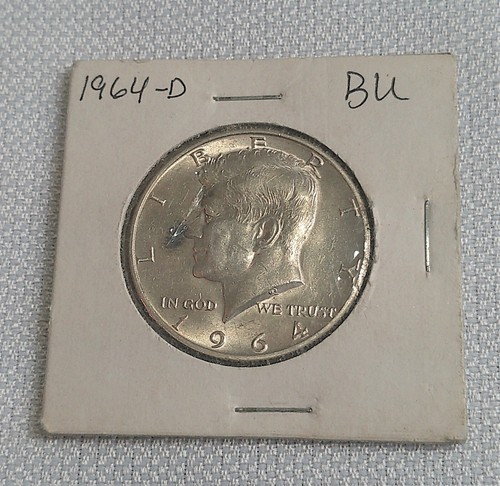 1964-D BU
LIBERTY
IN GOD WE TRUST
1964